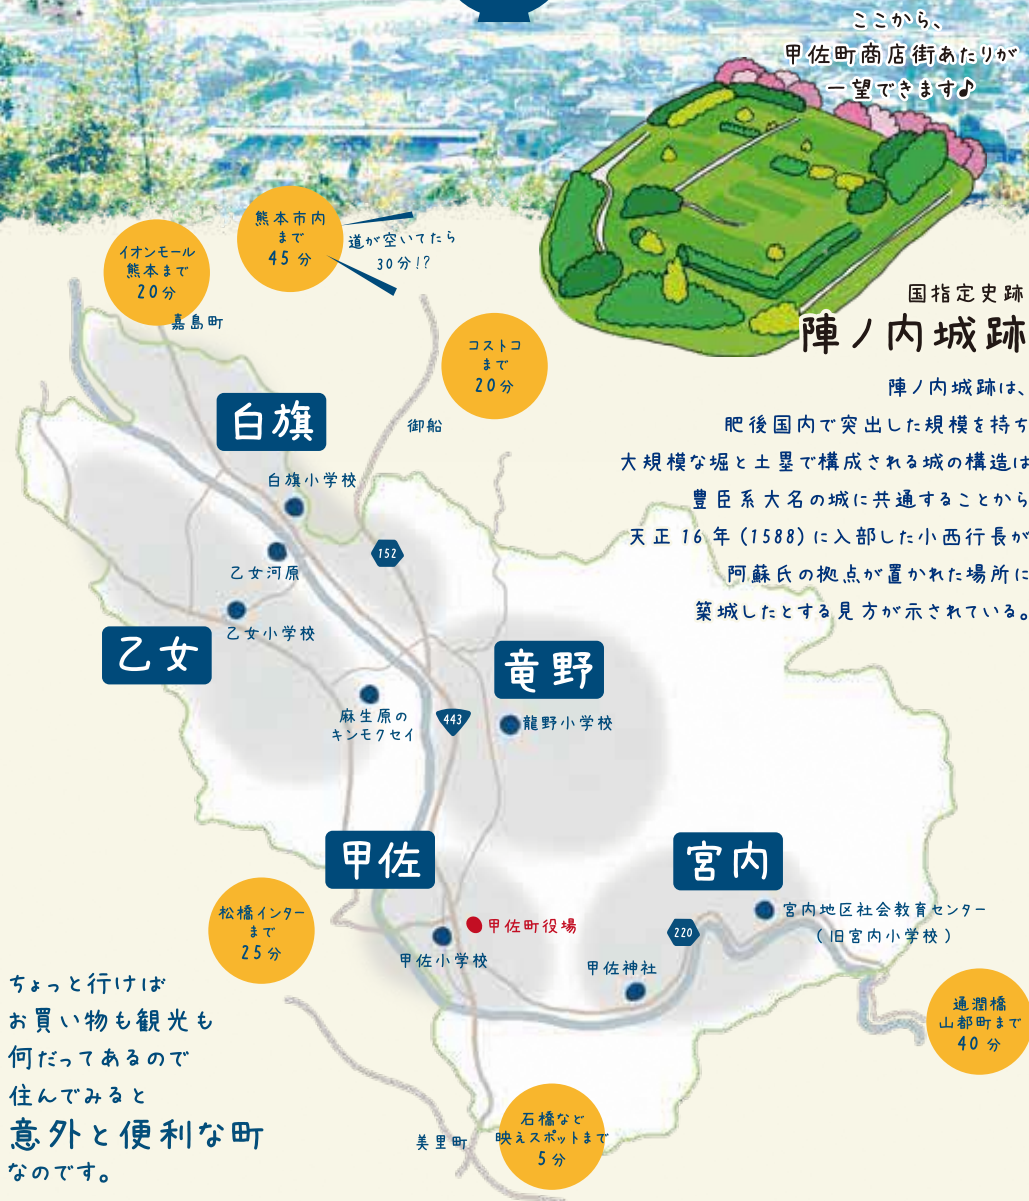 ここから、
甲佐町商店街あたりが
一望できます♪
熊本市内
まで
45分
道が空いてたら
30分!?
イオンモール
熊本まで
20分
嘉島町
コストコ
まで
20分
御船
国指定史跡
陣ノ内城跡
陣ノ内城跡は、
肥後国内で突出した規模を持ち
大規模な堀と土塁で構成される城の構造は
豊臣系大名の城に共通することから
天正16年(1588)に入部した小西行長が
阿蘇氏の拠点が置かれた場所に
築城したとする見方が示されている。
白旗
白旗小学校
152
乙女河原
乙女小学校
乙女
竜野
麻生原の
キンモクセイ
443
龍野小学校
甲佐
宮内
松橋インター
まで
25分
甲佐町役場
甲佐小学校
220
宮内地区社会教育センター
(旧宮内小学校)
甲佐神社
通潤橋
山都町まで
40分
ちょっと行けば
お買い物も観光も
何だってあるので
住んでみると
意外と便利な町
なのです。
美里町
石橋など
映えスポットまで
5分